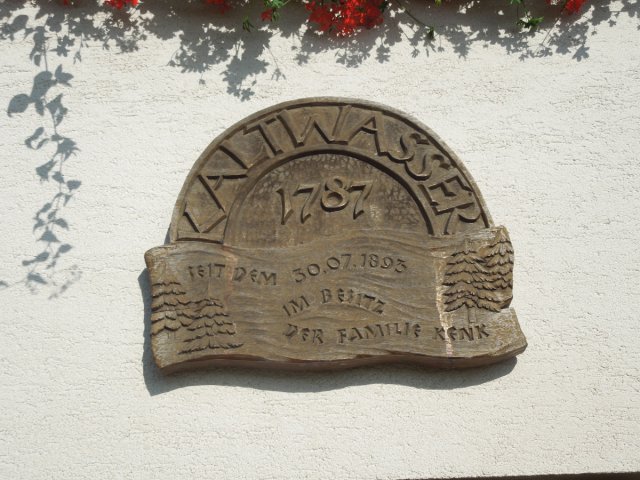 KALTWASSER
1787
SEIT DEM 30.07.1893
IM BESITZ
DER FAMILIE KENK